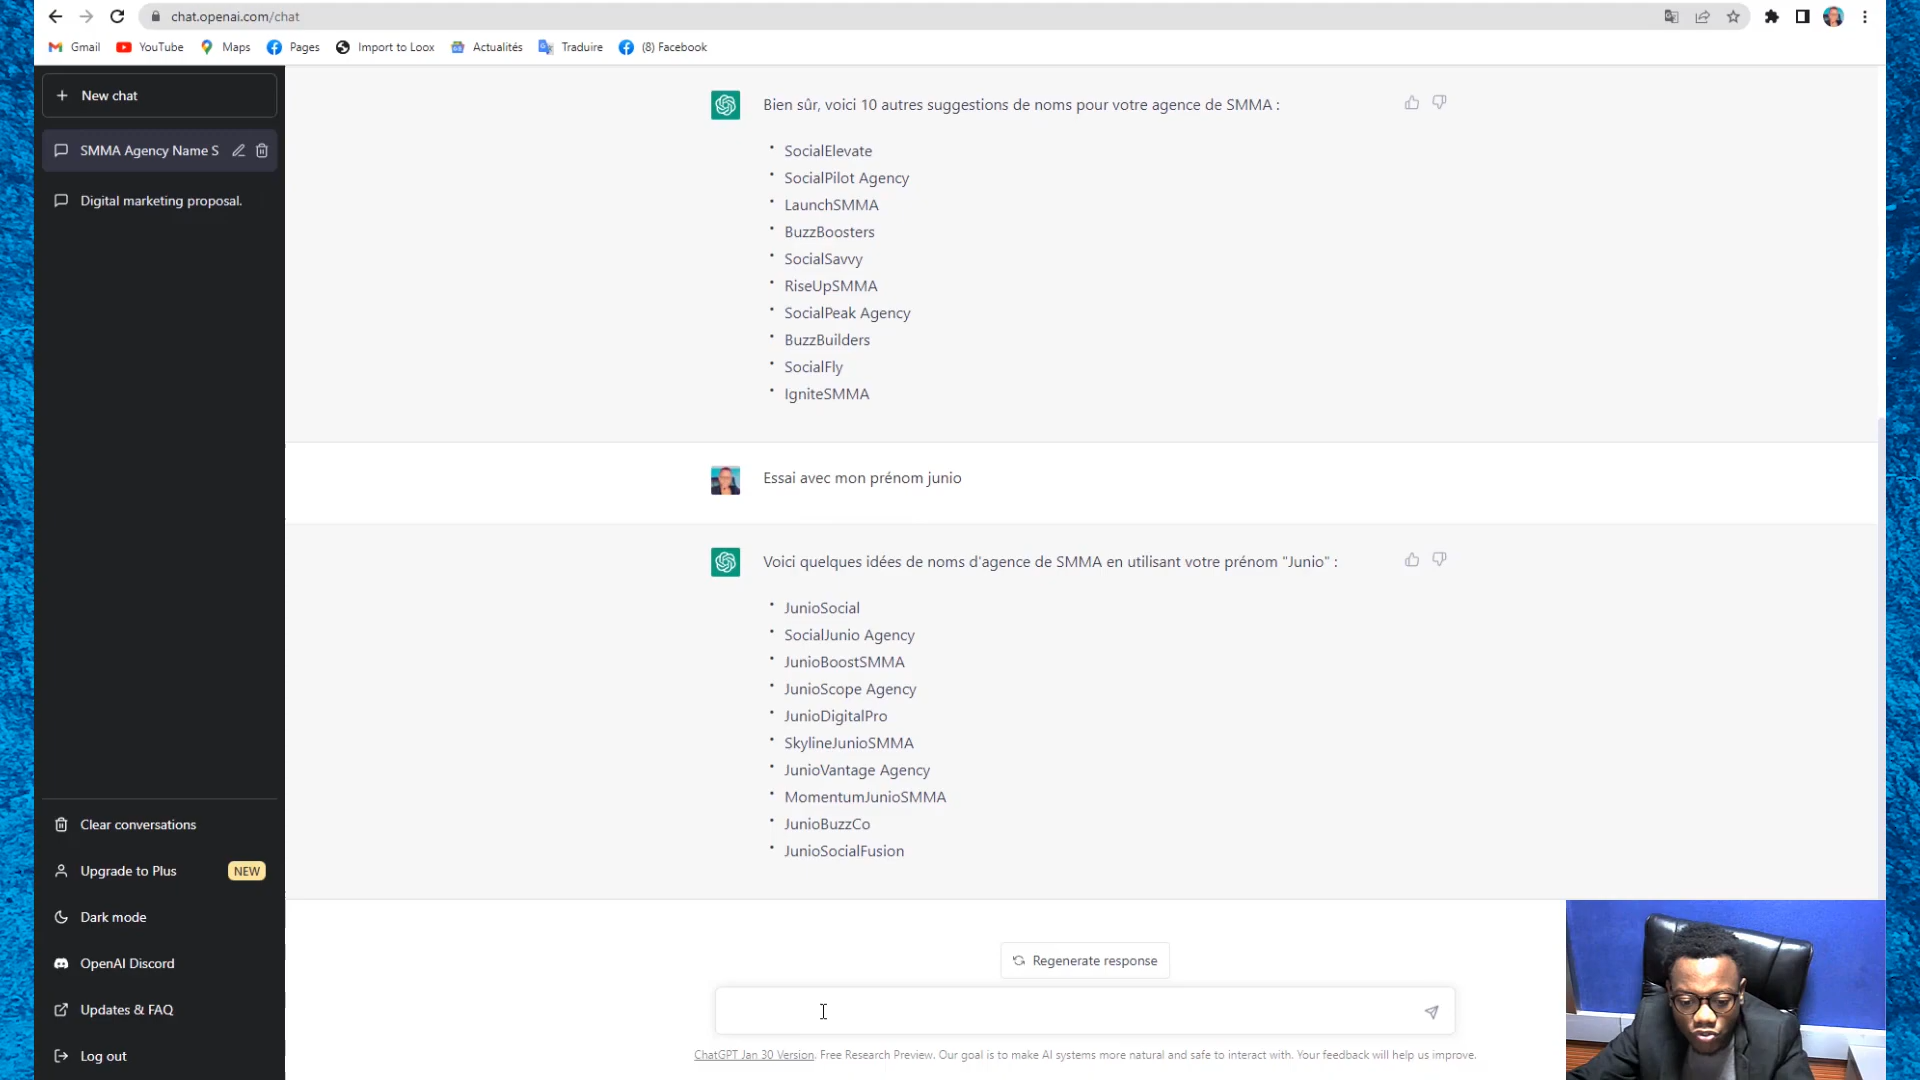 chat.openai.com/chat
Gmail YouTube Maps Pages Import to Loox Actualités Traduire (8) Facebook
New chat
SMMA Agency Name S
Digital marketing proposal.
Clear conversations
Upgrade to Plus NEW
Dark mode
OpenAI Discord
Updates & FAQ
Log out
Bien sûr, voici 10 autres suggestions de noms pour votre agence de SMMA :
SocialElevate
SocialPilot Agency
LaunchSMMA
BuzzBoosters
SocialSavvy
RiseUpSMMA
SocialPeak Agency
BuzzBuilders
SocialFly
IgniteSMMA
Essai avec mon prénom junio
Voici quelques idées de noms d'agence de SMMA en utilisant votre prénom "Junio" :
JunioSocial
SocialJunio Agency
JunioBoostSMMA
JunioScope Agency
JunioDigitalPro
SkylineJunioSMMA
JunioVantage Agency
MomentumJunioSMMA
JunioBuzzCo
JunioSocialFusion
Regenerate response
ChatGPT Jan 30 Version. Free Research Preview. Our goal is to make AI systems more natural and safe to interact with. Your feedback will help us improve.